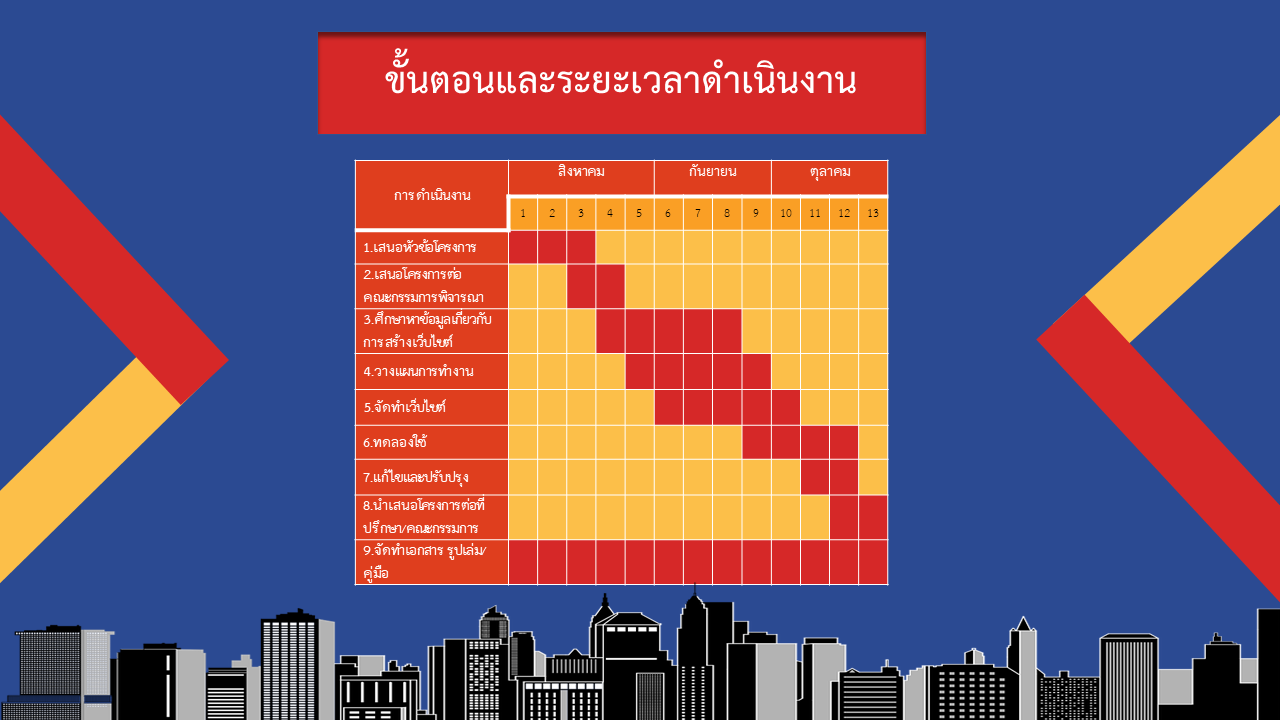 ขั้นตอนและระยะเวลาดำเนินงาน
การดำเนินงาน
สิงหาคม กันยายน ตุลาคม
1 2 3 4 5 6 7 8 9 10 11 12 13
1.เสนอหัวข้อโครงการ
2.เสนอโครงการต่อ
คณะกรรมการพิจารณา
3.ศึกษาหาข้อมูลเกี่ยวกับ
การสร้างเว็บไซต์
4.วางแผนการทำงาน
5.จัดทำเว็บไซต์
6.ทดลองใช้
7.แก้ไขและปรับปรุง
8.นำเสนอโครงการต่อที่
ปรึกษา/คณะกรรมการ
9.จัดทำเอกสาร รูปเล่ม/
คู่มือ